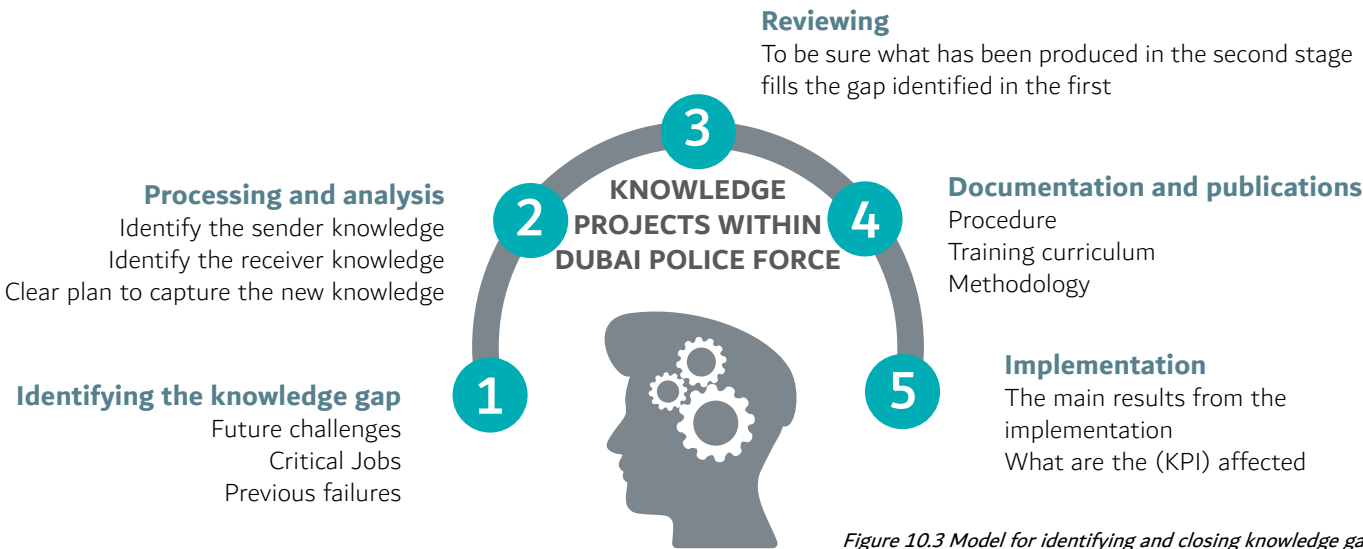 Reviewing
To be sure what has been produced in the second stage
fills the gap identified in the first
3
KNOWLEDGE
PROJECTS WITHIN
DUBAI POLICE FORCE
Processing and analysis
Identify the sender knowledge
Identify the receiver knowledge
Clear plan to capture the new knowledge
2
4
Documentation and publications
Procedure
Training curriculum
Methodology
Identifying the knowledge gap
Future challenges
Critical Jobs
Previous failures
1
5
Implementation
The main results from the
implementation
What are the (KPI) affected
Figure 10.3 Model for identifying and closing knowledge